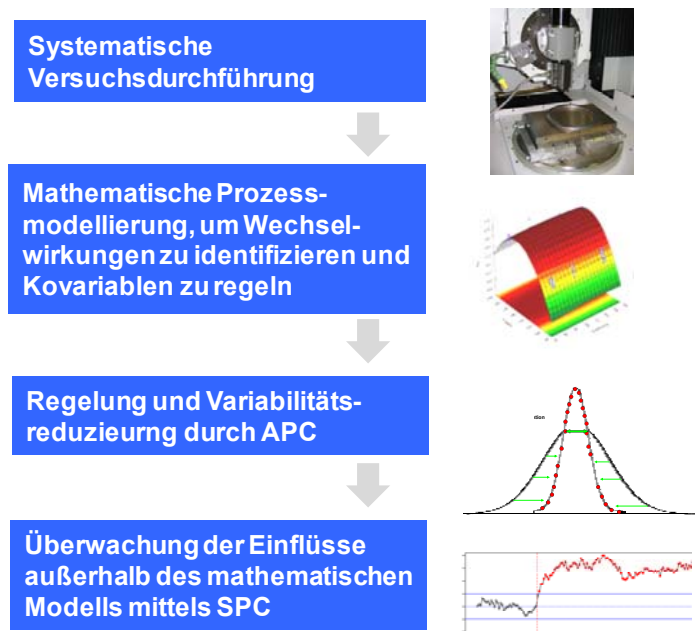 Systematische
Versuchsdurchführung
Mathematische Prozess-
modellierung, um Wechsel-
wirkungen zu identifizieren und
Kovariablen zu regeln
Regelung und Variabilitäts-
reduzieurng durch APC
tion
Überwachung der Einflüsse
außerhalb des mathematischen
Modells mittels SPC